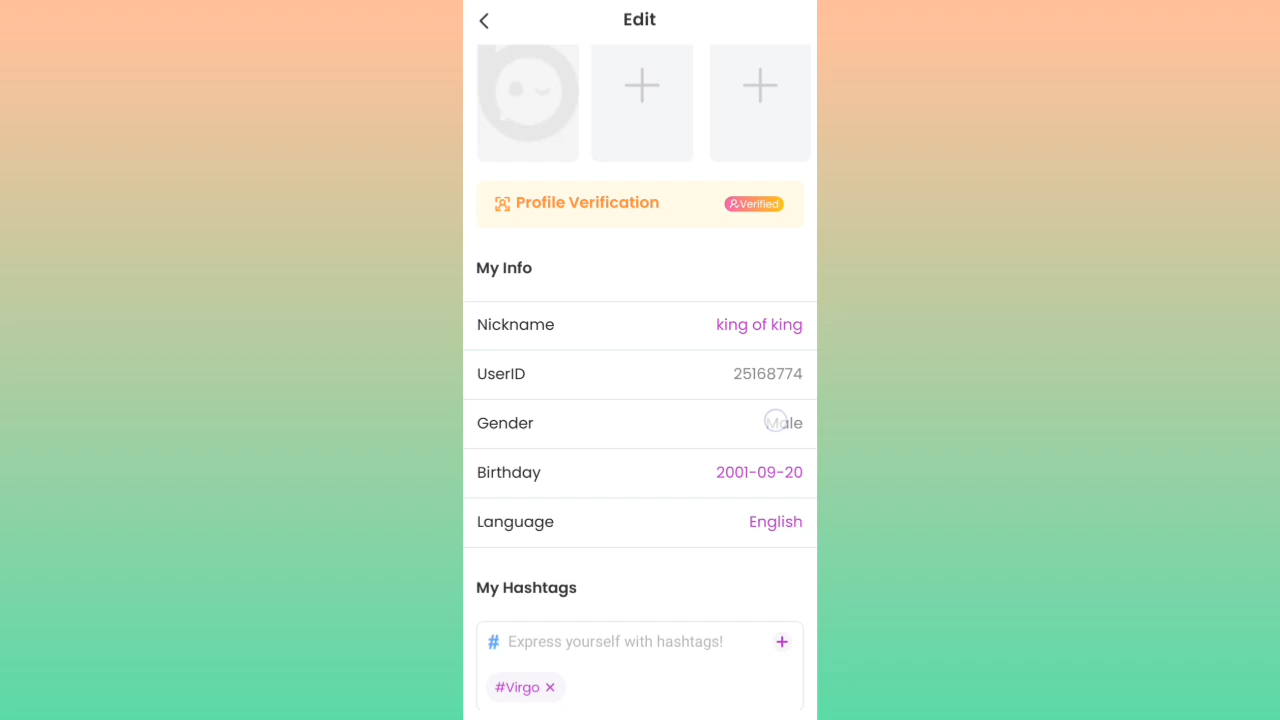 Edit
Profile Verification Verified
My Info
Nickname king of king
UserID 25168774
Gender Male
Birthday 2001-09-20
Language English
My Hashtags
# Express yourself with hashtags! +
#Virgo ×